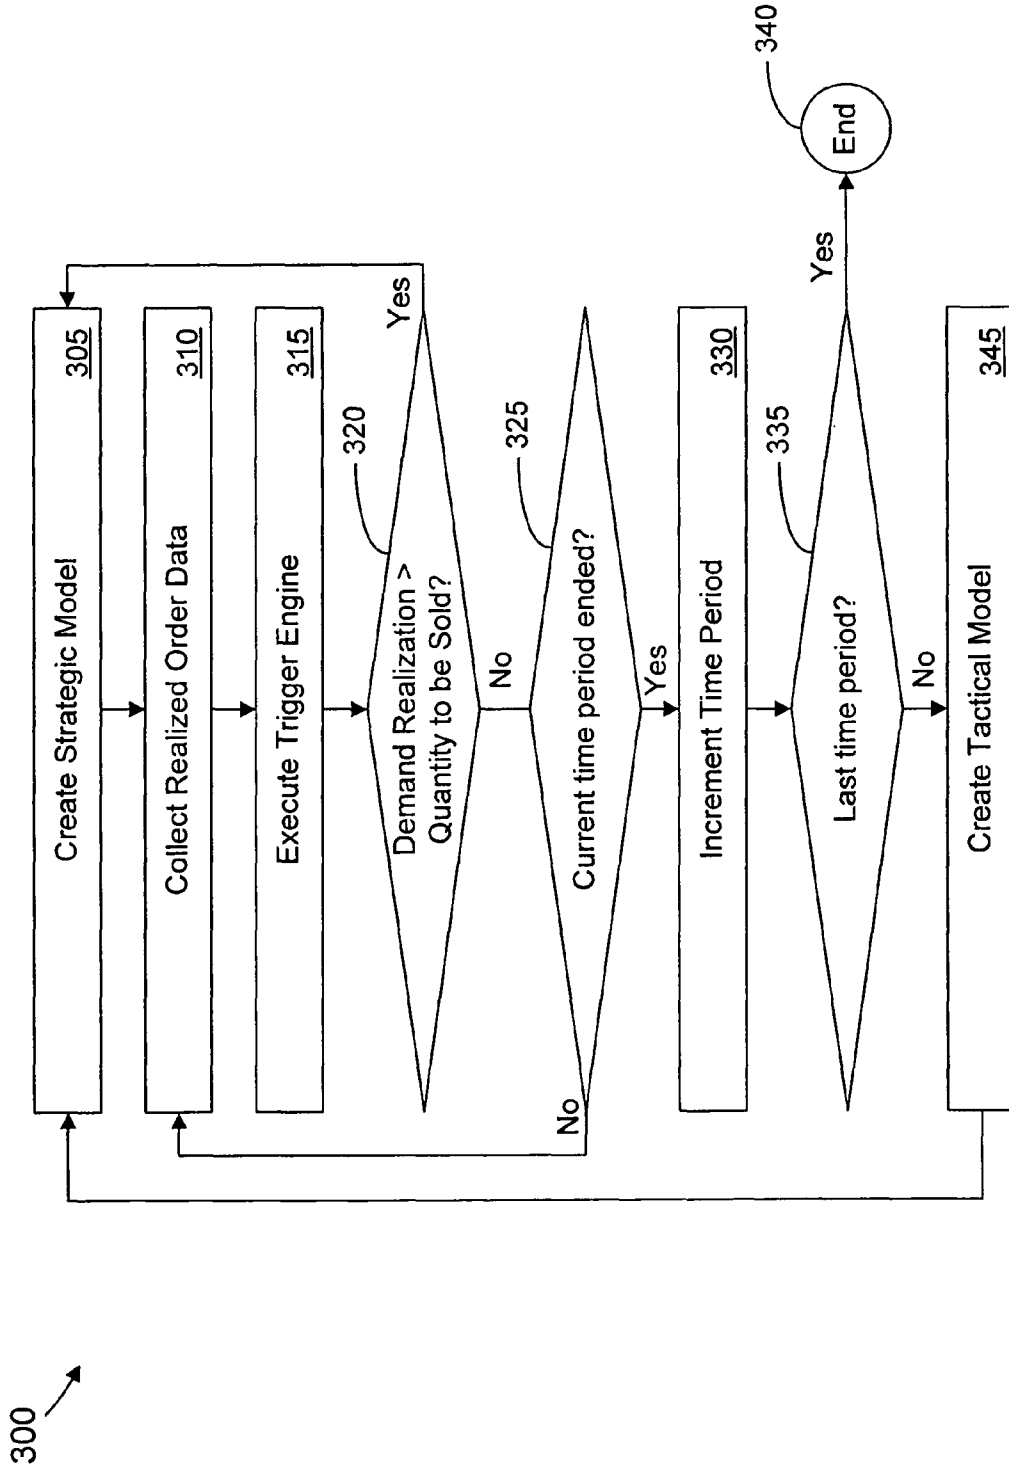 300
Create Strategic Model
305
Collect Realized Order Data
310
Execute Trigger Engine
315
320
Demand Realization >
Quantity to be Sold?
Yes
No
325
Current time period ended?
No
Yes
Increment Time Period
330
335
Last time period?
Yes
End
340
No
Create Tactical Model
345